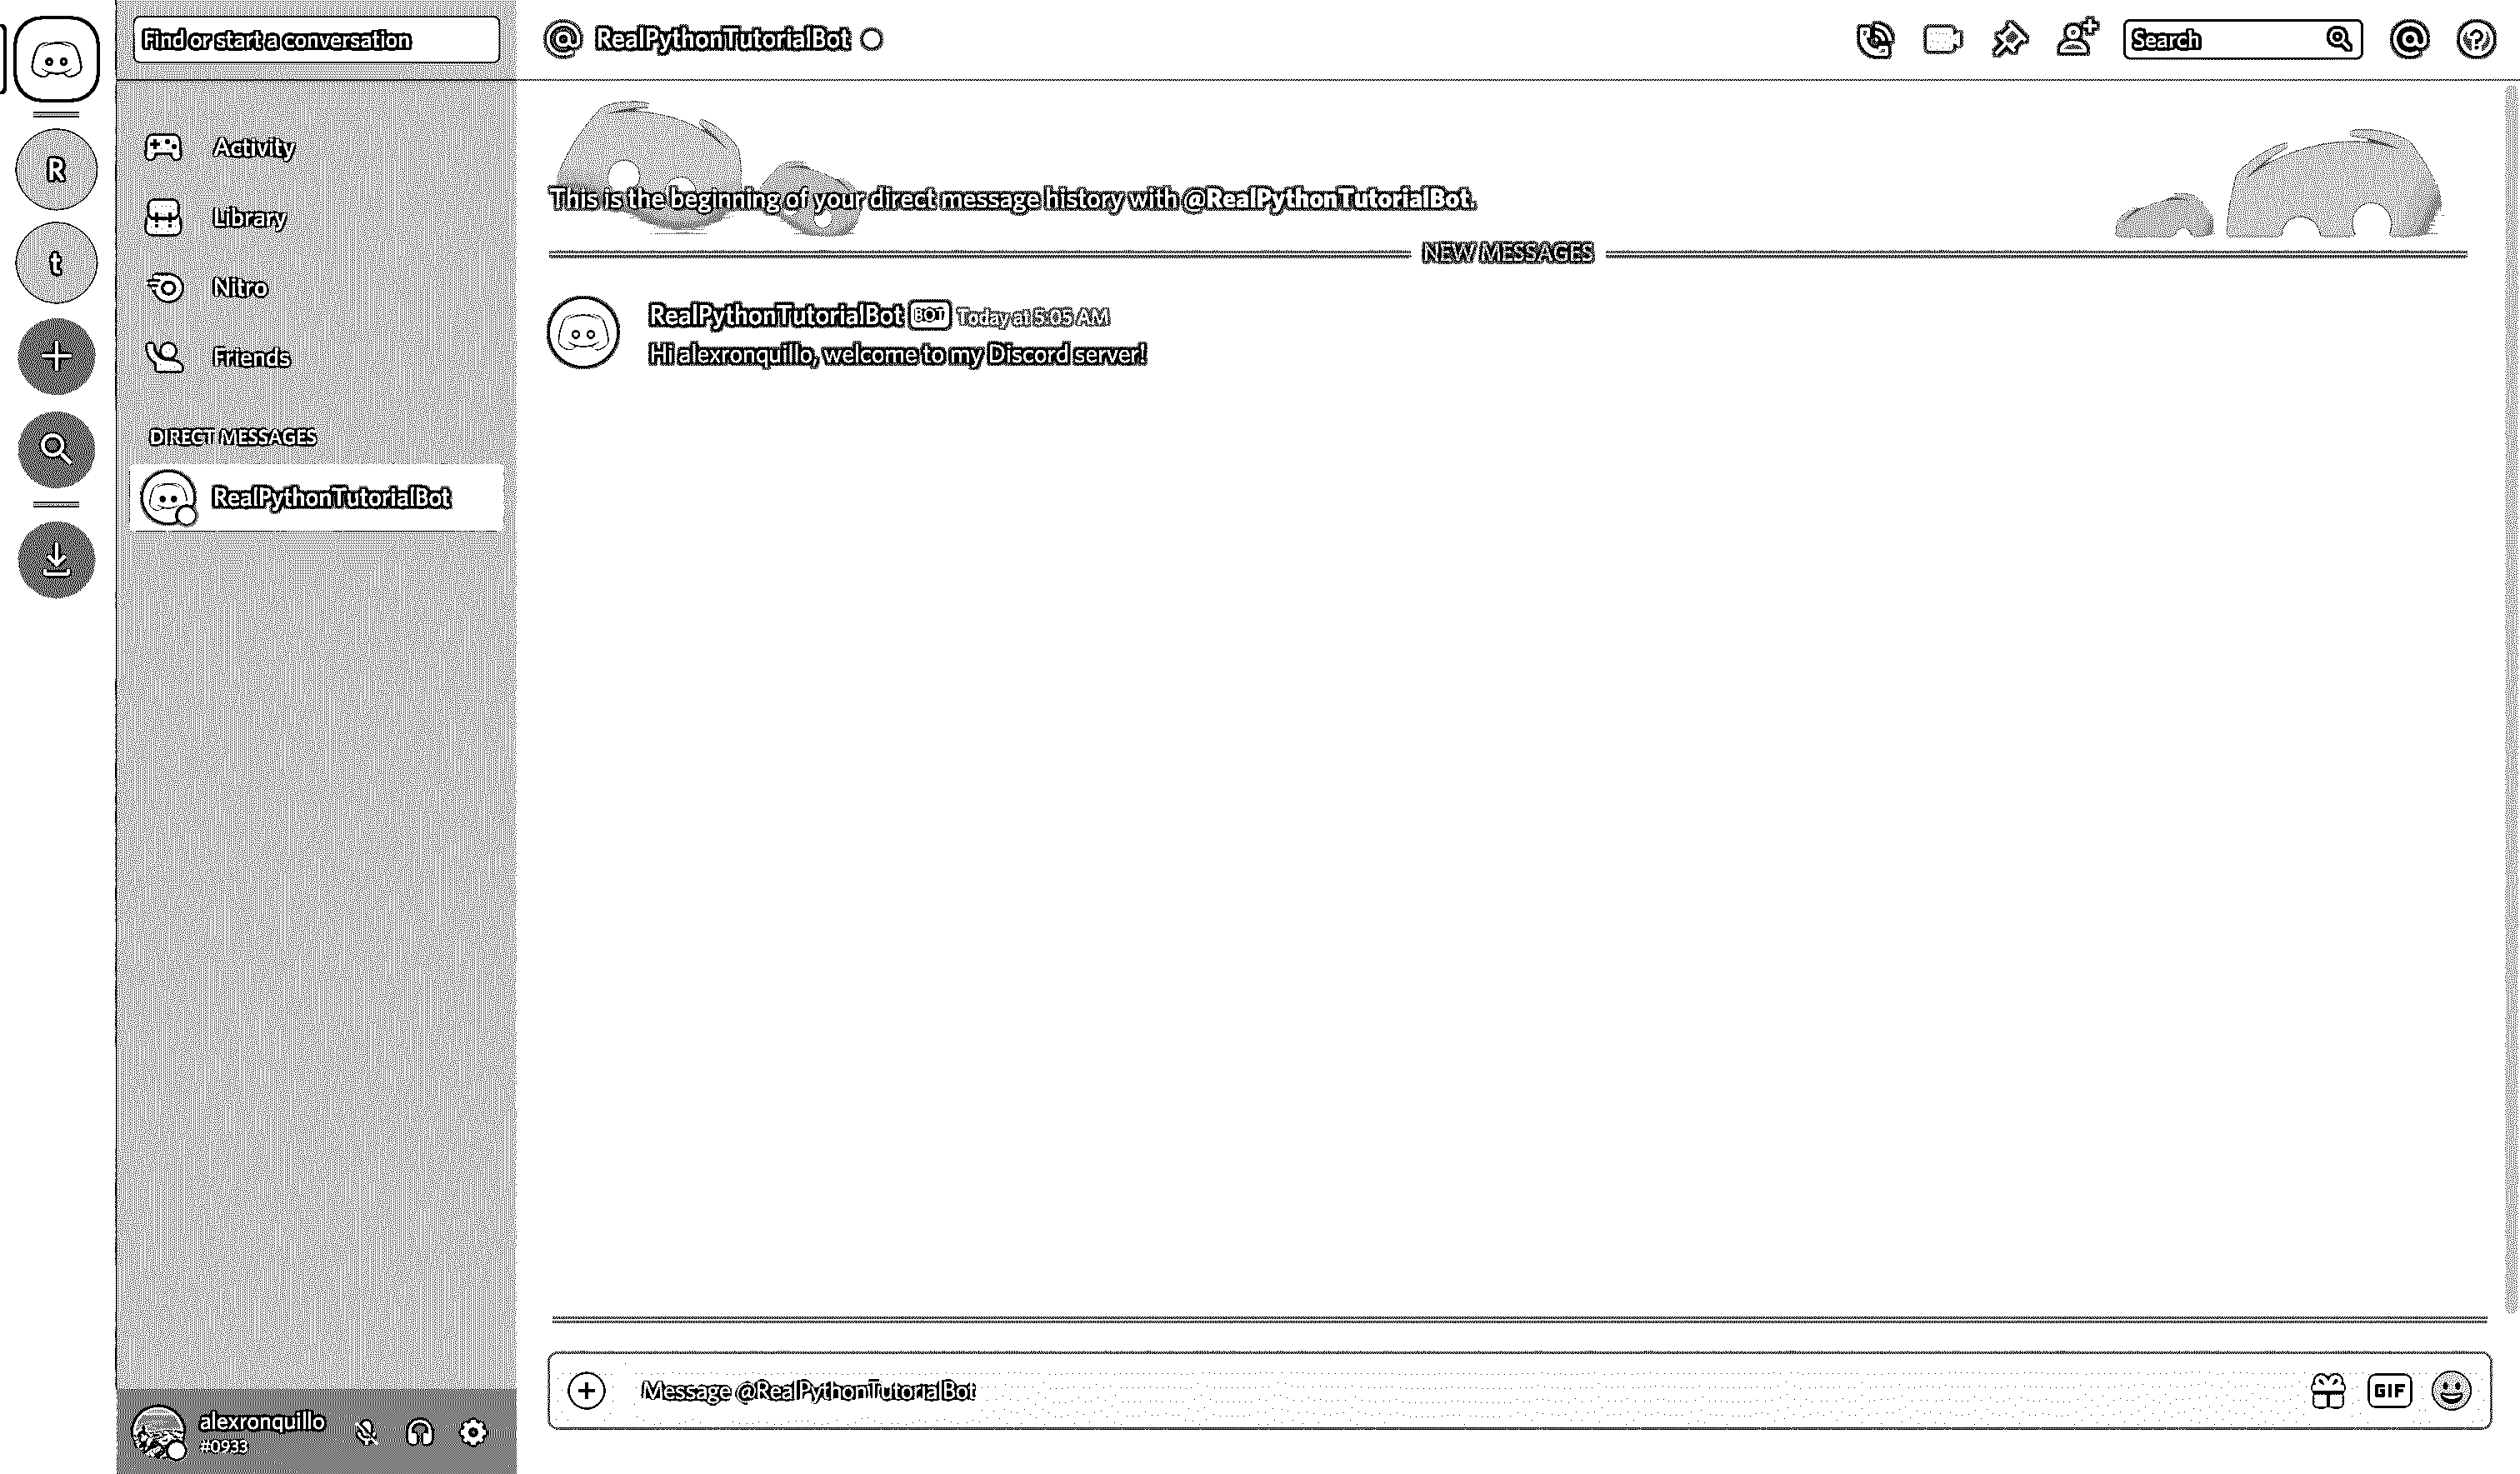 Find or start a conversation
@ RealPythonTutorialBot
Search
@
?
R
t
Activity
Library
Nitro
Friends
DIRECT MESSAGES
RealPythonTutorialBot
This is the beginning of your direct message history with @RealPythonTutorialBot.
NEW MESSAGES
RealPythonTutorialBot BOT Today at 5:05 AM
Hi alexronquillo, welcome to my Discord server!
Message @RealPythonTutorialBot
GIF
alexronquillo
#0933